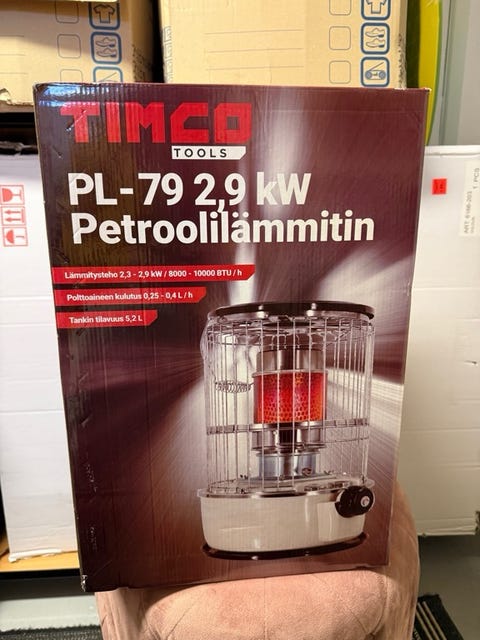 TIMCO
TOOLS
PL-79 2,9 kW
Petroolilämmitin
Lämmitysteho 2,3 - 2,9 kW / 8000 - 10000 BTU / h
Polttoaineen kulutus 0,25 - 0,4 L / h
Tankin tilavuus 5,2 L